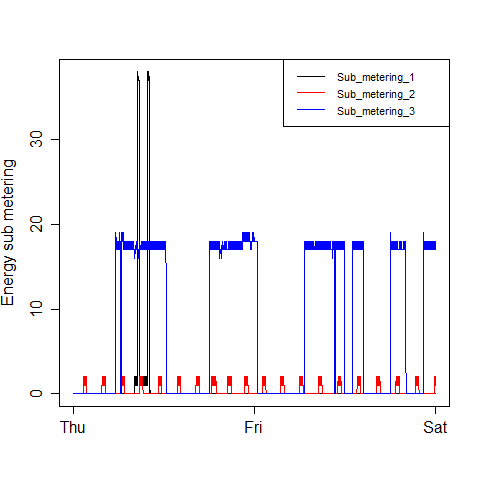 Sub_metering_1
Sub_metering_2
Sub_metering_3
Energy sub metering
30
20
10
0
Thu
Fri
Sat